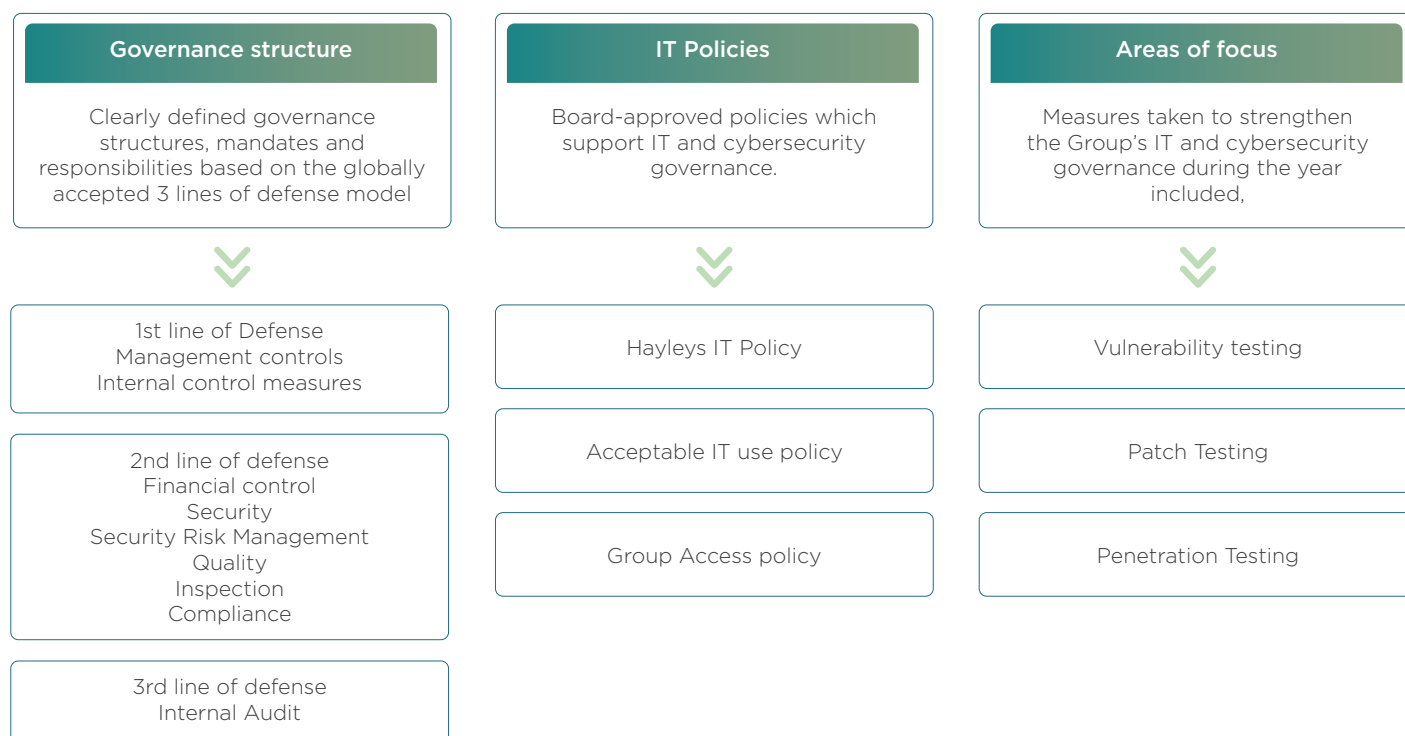 Governance structure
Clearly defined governance
structures, mandates and
responsibilities based on the globally
accepted 3 lines of defense model
1st line of Defense
Management controls
Internal control measures
2nd line of defense
Financial control
Security
Security Risk Management
Quality
Inspection
Compliance
3rd line of defense
Internal Audit
IT Policies
Board-approved policies which
support IT and cybersecurity
governance.
Hayleys IT Policy
Acceptable IT use policy
Group Access policy
Areas of focus
Measures taken to strengthen
the Group's IT and cybersecurity
governance during the year
included,
Vulnerability testing
Patch Testing
Penetration Testing